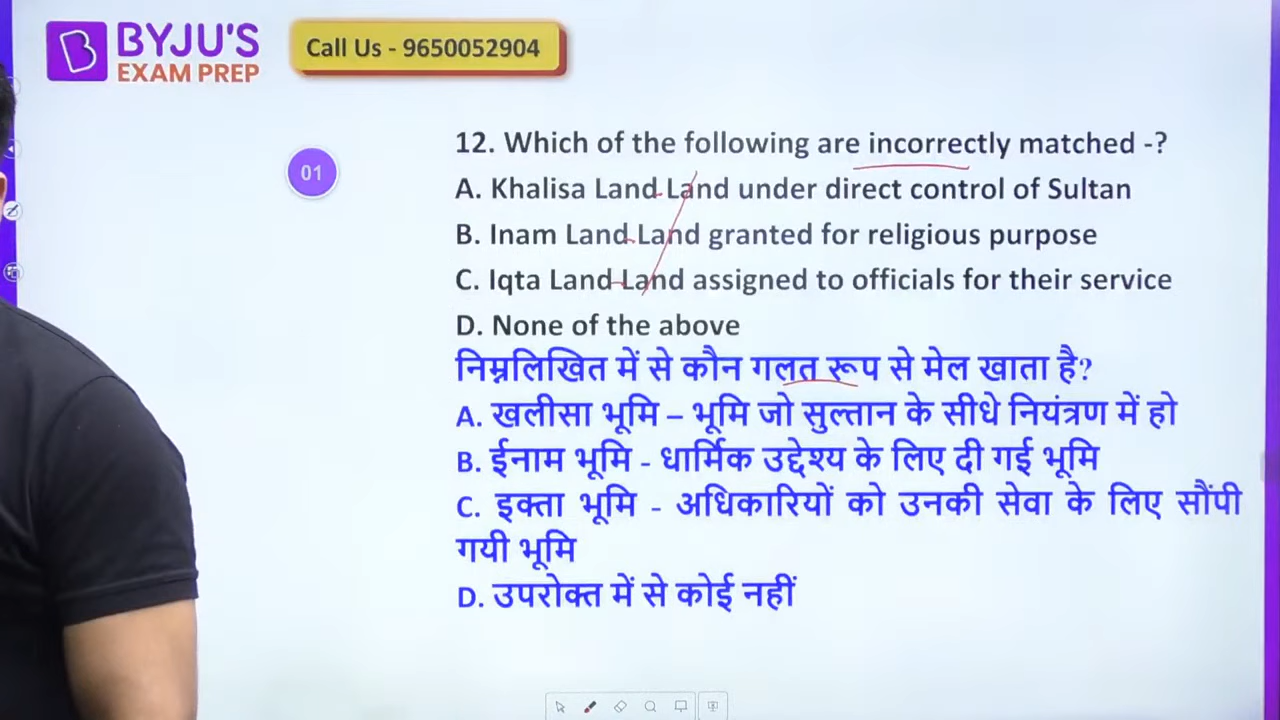 BYJU'S
EXAM PREP
Call Us - 9650052904
01
12. Which of the following are incorrectly matched -?
A. Khalisa Land Land under direct control of Sultan
B. Inam Land Land granted for religious purpose
C. Iqta Land Land assigned to officials for their service
D. None of the above
निम्नलिखित में से कौन गलत रूप से मेल खाता है?
A. खलीसा भूमि – भूमि जो सुल्तान के सीधे नियंत्रण में हो
B. ईनाम भूमि - धार्मिक उद्देश्य के लिए दी गई भूमि
C. इक्ता भूमि - अधिकारियों को उनकी सेवा के लिए सौंपी
गयी भूमि
D. उपरोक्त में से कोई नहीं